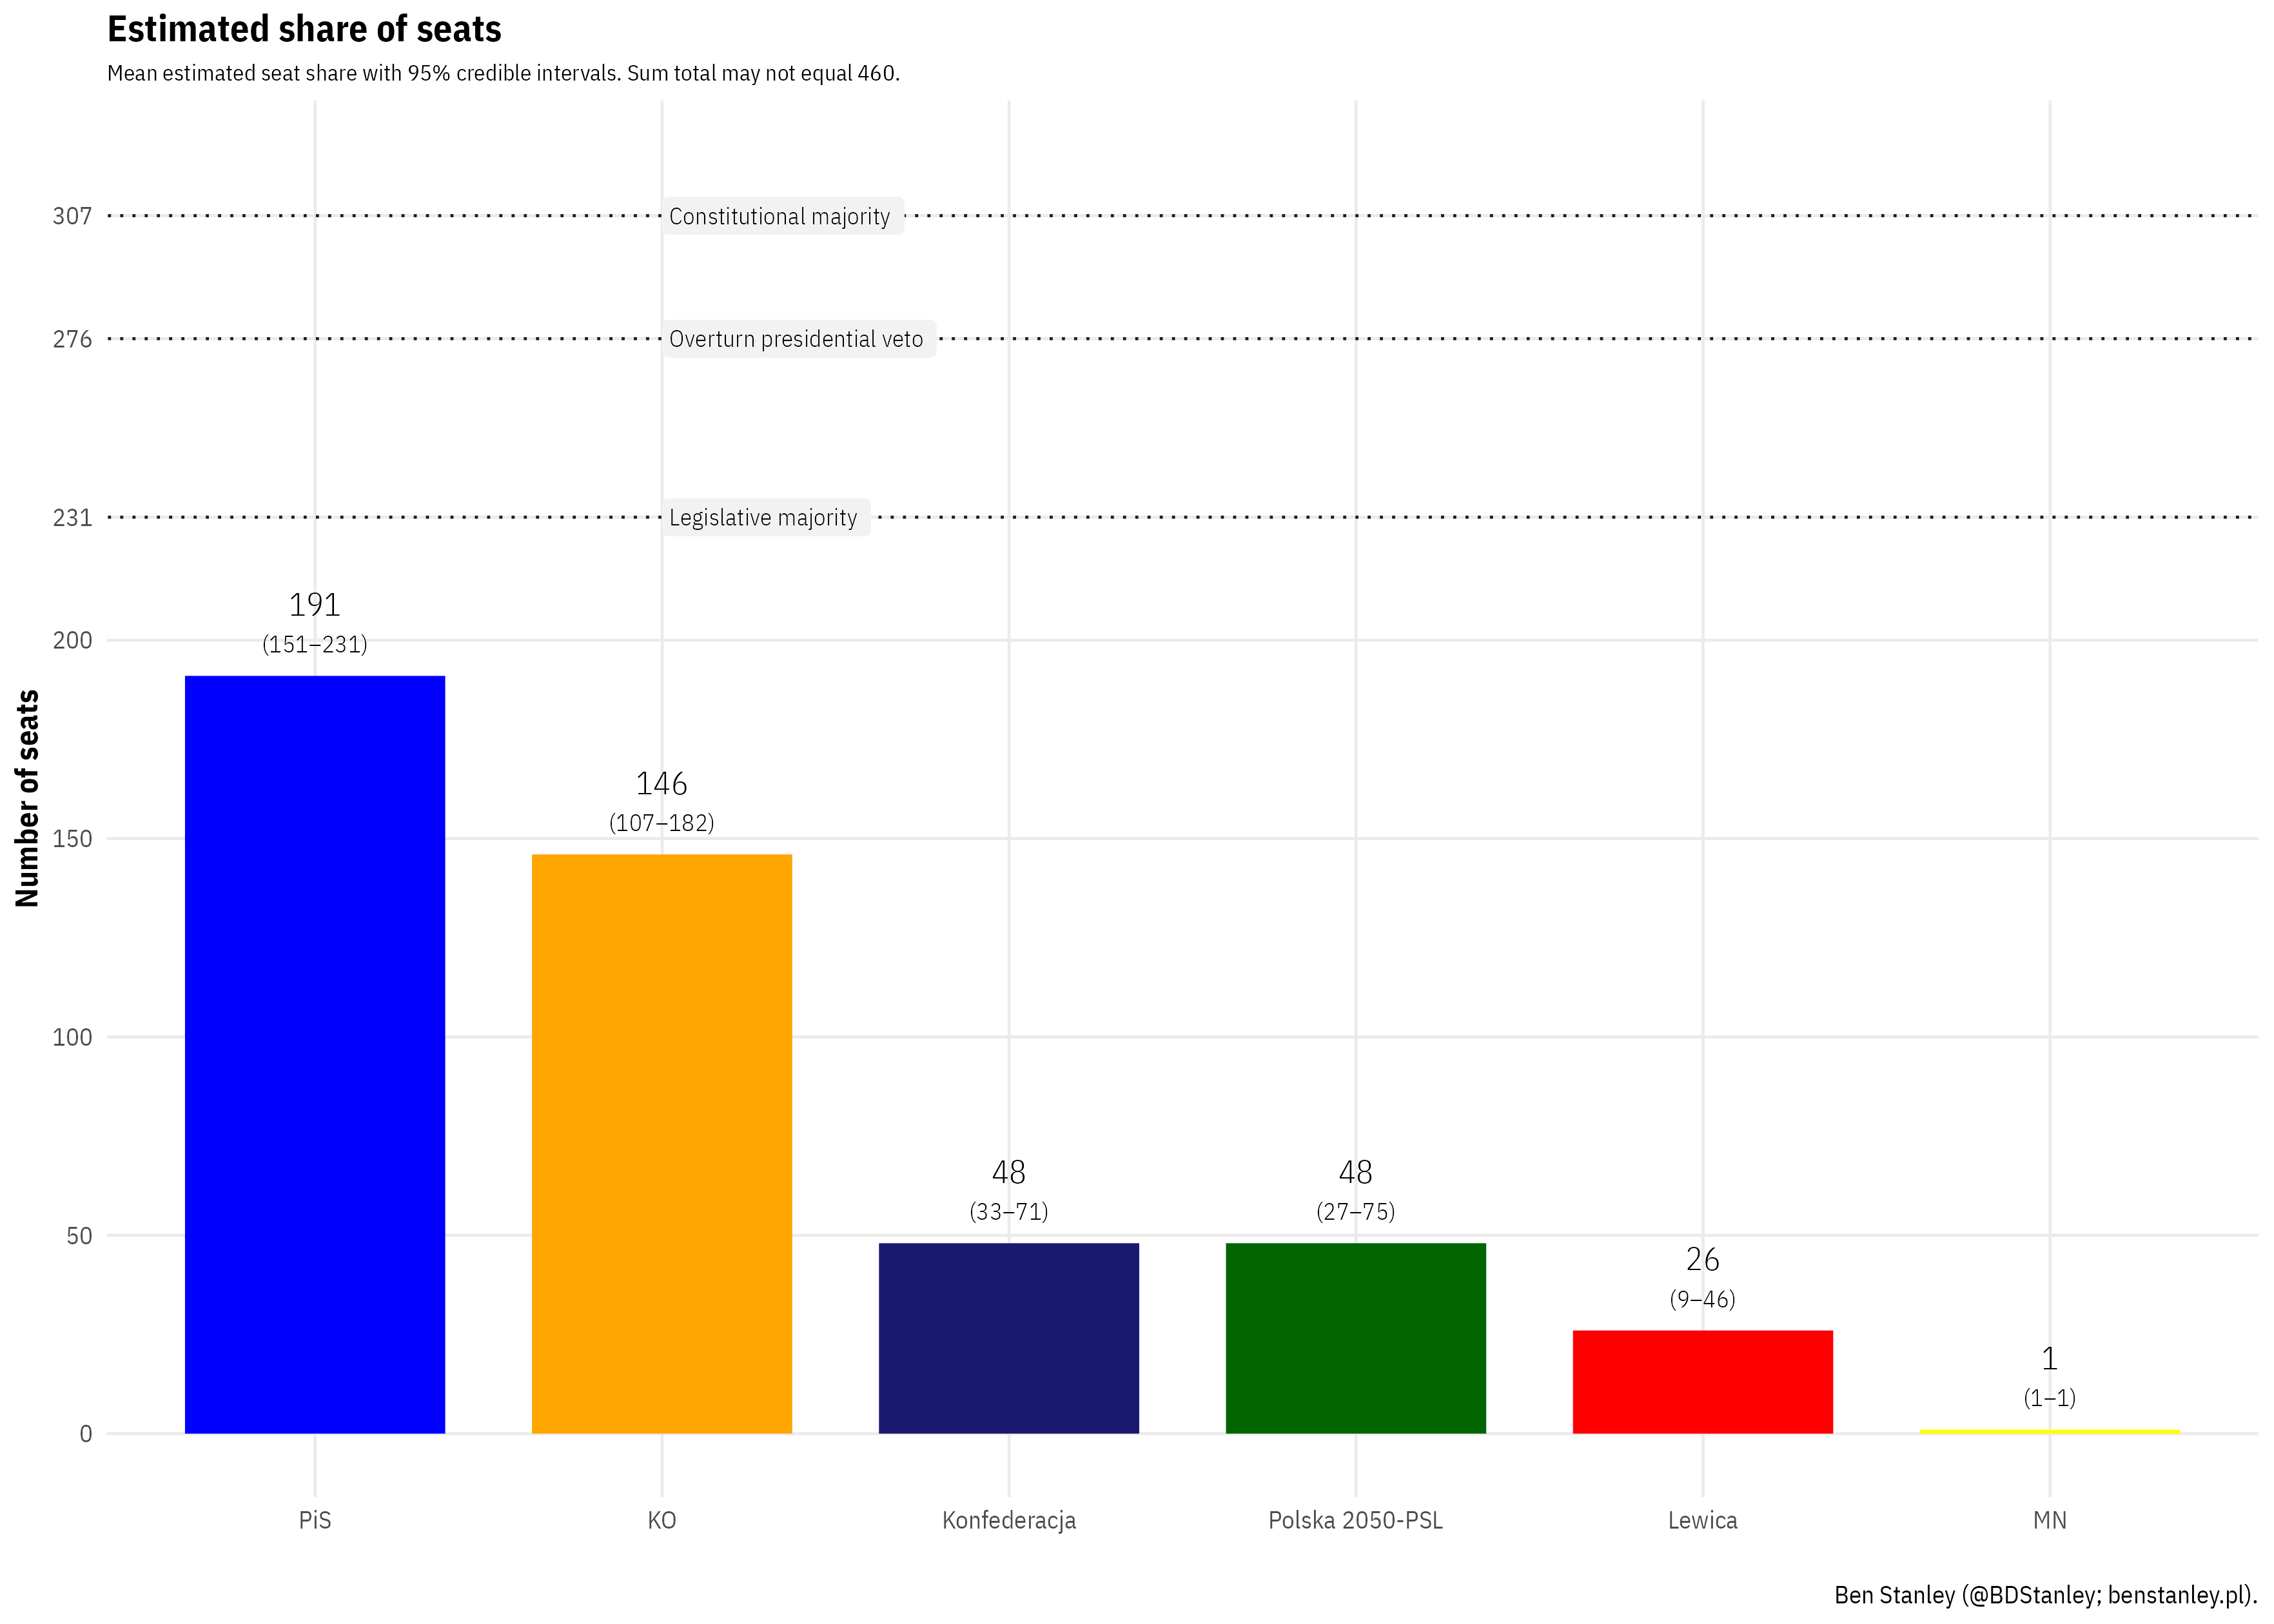 Estimated share of seats
Mean estimated seat share with 95% credible intervals. Sum total may not equal 460.
Number of seats
307
276
231
200
150
100
50
0
Constitutional majority
Overturn presidential veto
Legislative majority
191
(151–231)
146
(107–182)
48
(33–71)
48
(27–75)
26
(9–46)
1
(1–1)
PiS
KO
Konfederacja
Polska 2050-PSL
Lewica
MN
Ben Stanley (@BDStanley; benstanley.pl).